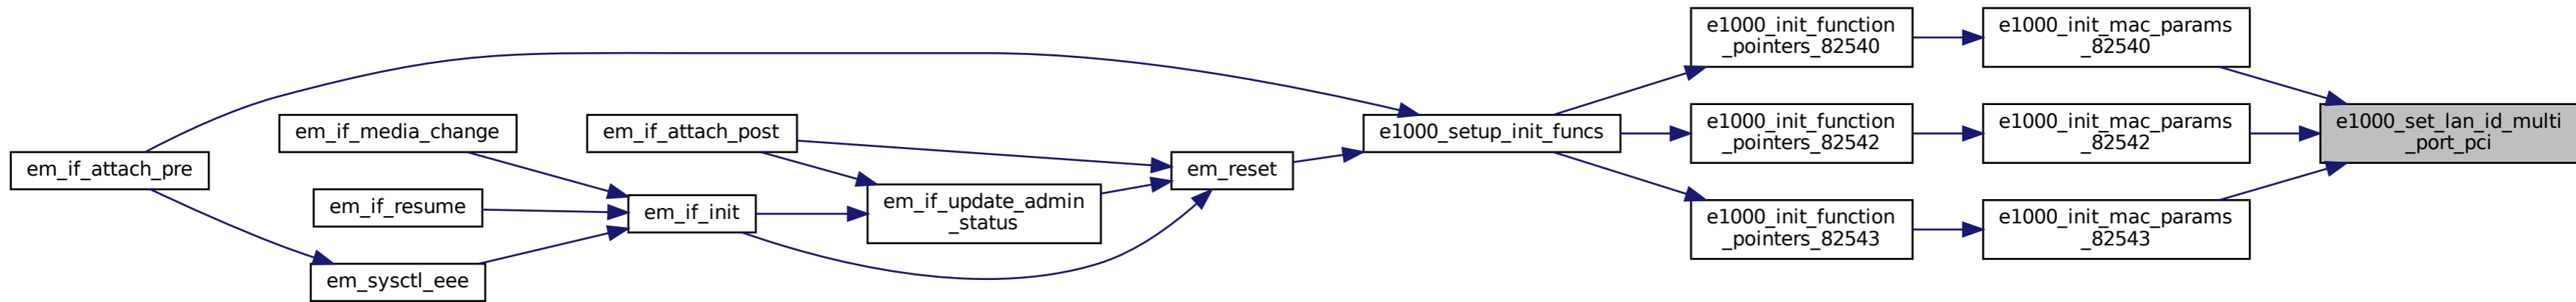 em_if_attach_pre
em_if_media_change
em_if_resume
em_sysctl_eee
em_if_attach_post
em_if_init
em_if_update_admin
_status
em_reset
e1000_setup_init_funcs
e1000_init_function
_pointers_82540
e1000_init_function
_pointers_82542
e1000_init_function
_pointers_82543
e1000_init_mac_params
_82540
e1000_init_mac_params
_82542
e1000_init_mac_params
_82543
e1000_set_lan_id_multi
_port_pci